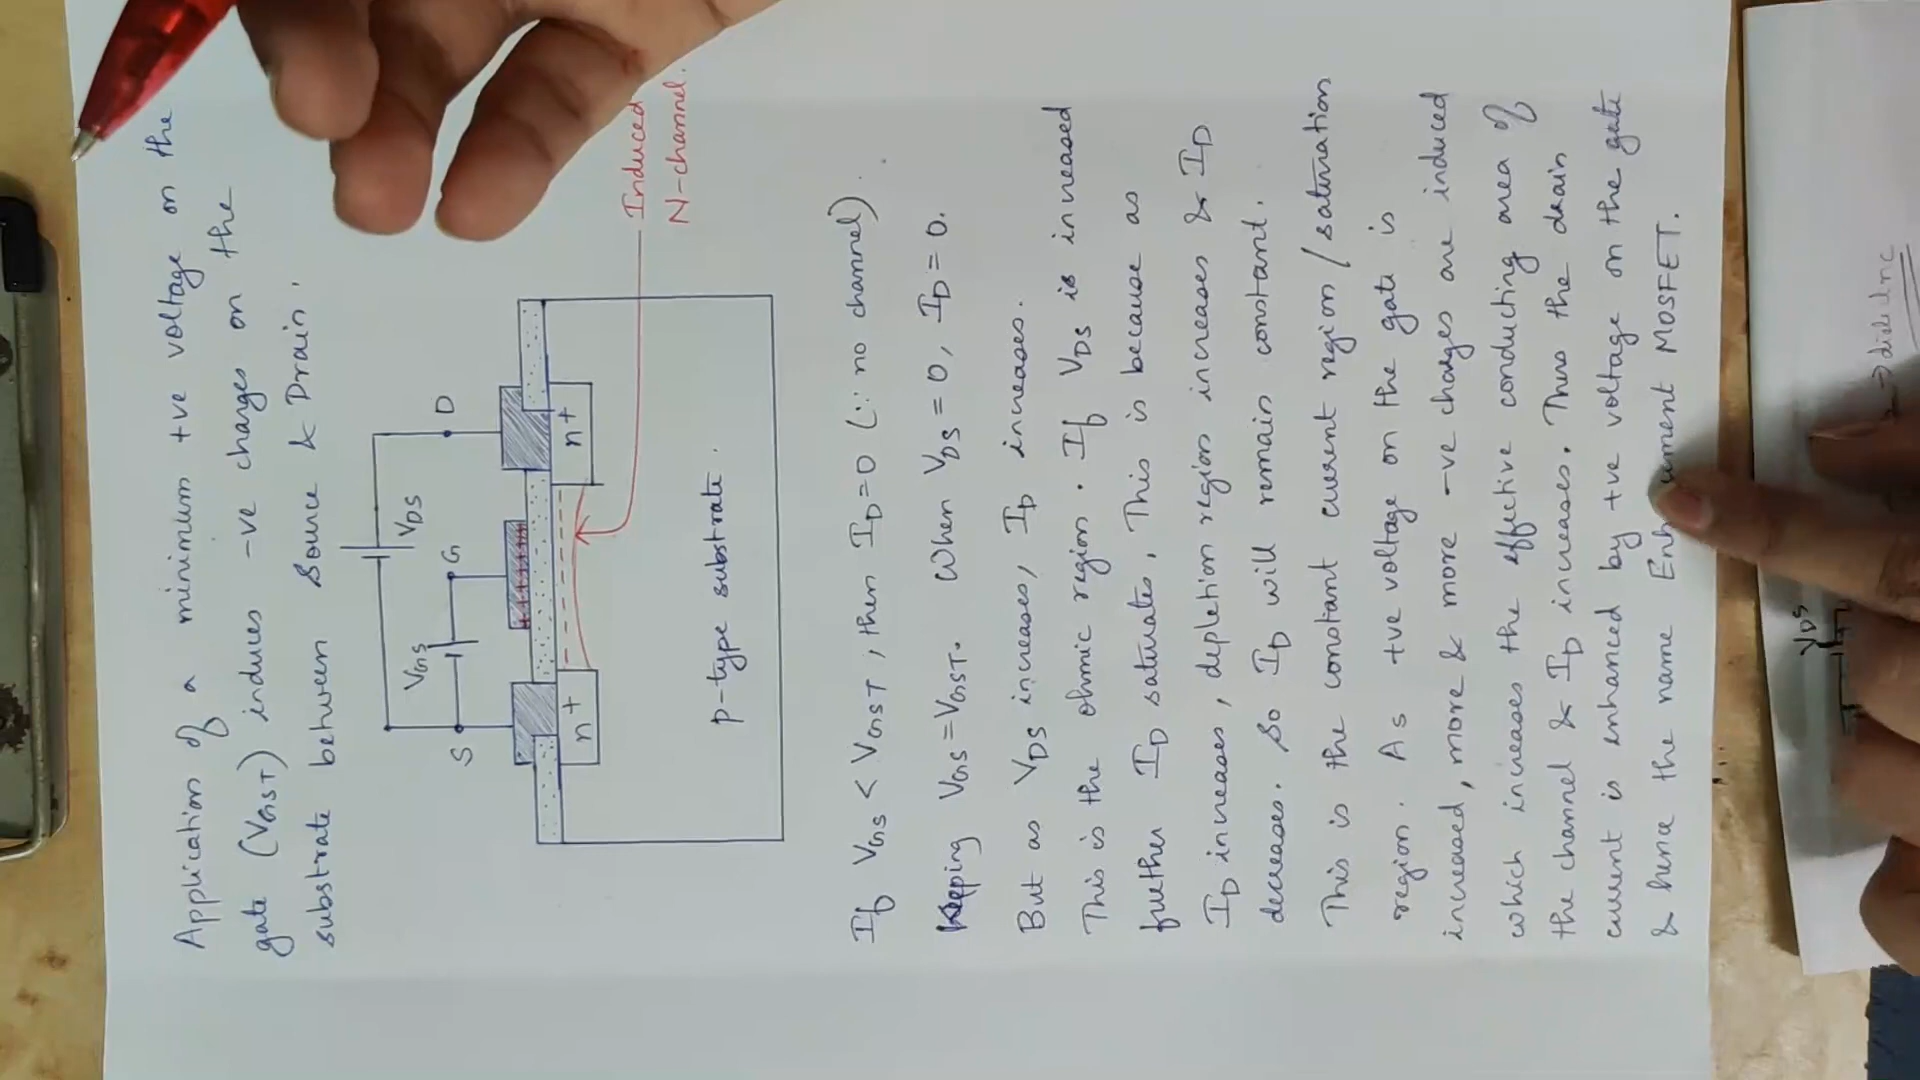 Application of a minimum +ve voltage on the
gate (VGST) induces -ve charges on the
substrate between Source & Drain.
VDS
VGS
S
G
D
n+
n+
Induced
N-channel.
p-type substrate.
If VGS < VGST, then ID=0 (∵ no channel).
Keeping VGS=VGST. When VDS=0, ID=0.
But as VDS increases, ID increases.
This is the ohmic region. If VDS is increased
further ID saturates, This is because as
ID increases, depletion region increases & ID
decreases. So ID will remain constant.
This is the constant current region / saturation
region. As +ve voltage on the gate is
increased, more & more -ve charges are induced
which increases the effective conducting area of
the channel & ID increases. Thus the drain
current is enhanced by +ve voltage on the gate
& hence the name MOSFET.
VDS